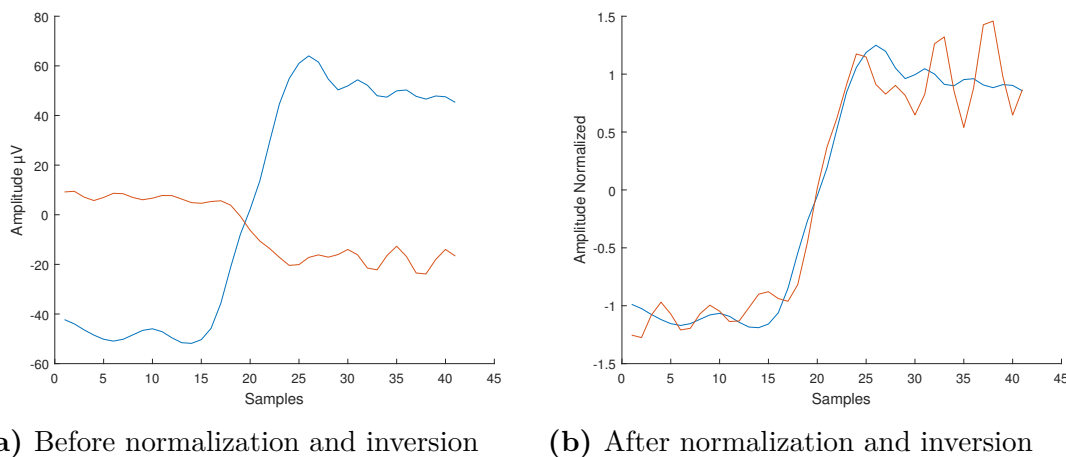 80
60
40
20
0
-20
-40
-60
Amplitude µV
0 5 10 15 20 25 30 35 40 45
Samples
a) Before normalization and inversion
1.5
1
0.5
0
-0.5
-1
-1.5
Amplitude Normalized
0 5 10 15 20 25 30 35 40 45
Samples
(b) After normalization and inversion